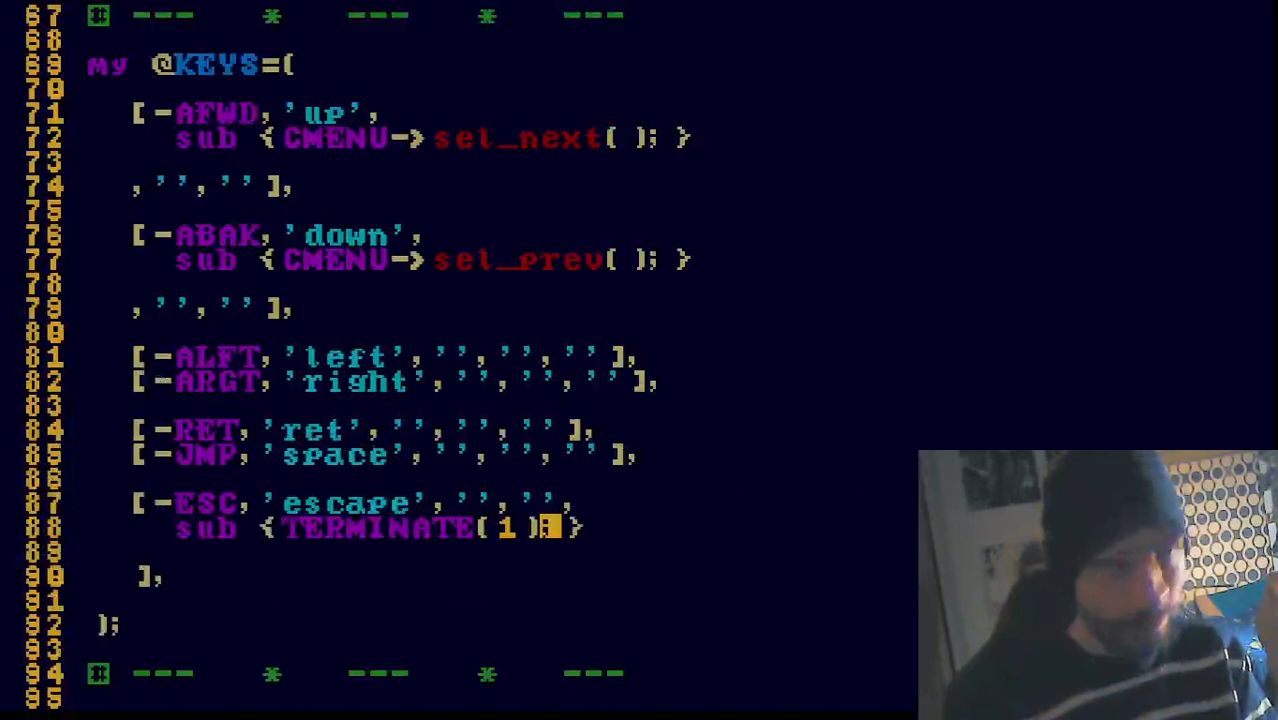 67 # --- * --- * ---
68
69 my @KEYS=(
70
71 [-AFWD,'up',
72 sub {CMENU->sel_next(); }
73
74 ,'','' ],
75
76 [-ABAK,'down',
77 sub {CMENU->sel_prev(); }
78
79 ,'','' ],
80
81 [-ALFT,'left','','','' ],
82 [-ARGT,'right','','','' ],
83
84 [-RET,'ret','','','' ],
85 [-JMP,'space','','','' ],
86
87 [-ESC,'escape','','',
88 sub {TERMINATE(1); }
89
90 ],
91
92 );
93
94 # --- * --- * ---
95